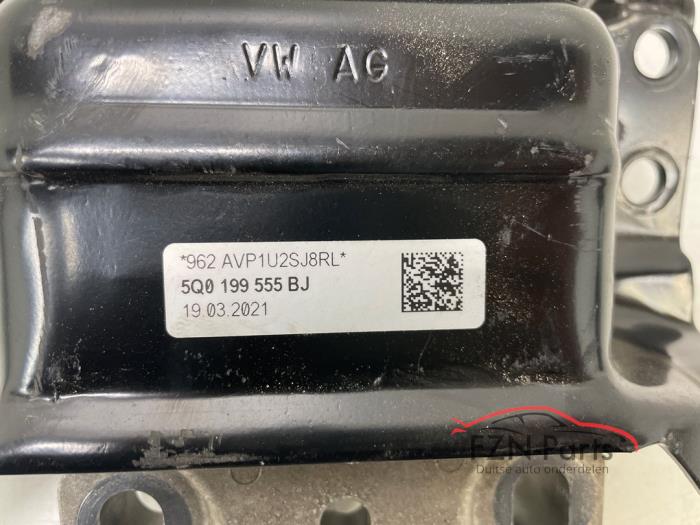 VW AG
*962 AVP1U2SJ8RL*
5Q0 199 555 BJ
19.03.2021
FZN-Parts
Duitse auto onderdelen